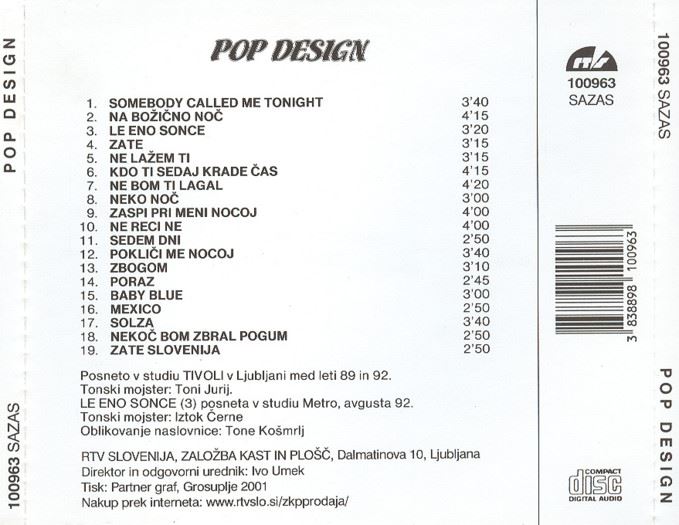 POP DESIGN
1. SOMEBODY CALLED ME TONIGHT 3'40
2. NA BOŽIČNO NOČ 4'15
3. LE ENO SONCE 3'20
4. ZATE 3'15
5. NE LAŽEM TI 3'15
6. KDO TI SEDAJ KRADE ČAS 4'15
7. NE BOM TI LAGAL 4'20
8. NEKO NOČ 3'00
9. ZASPI PRI MENI NOCOJ 4'00
10. NE RECI NE 4'00
11. SEDEM DNI 2'50
12. POKLIČI ME NOCOJ 3'40
13. ZBOGOM 3'10
14. PORAZ 2'45
15. BABY BLUE 3'00
16. MEXICO 2'50
17. SOLZA 3'40
18. NEKOČ BOM ZBRAL POGUM 2'50
19. ZATE SLOVENIJA 2'50
Posneto v studiu TIVOLI v Ljubljani med leti 89 in 92.
Tonski mojster: Toni Jurij.
LE ENO SONCE (3) posneta v studiu Metro, avgusta 92.
Tonski mojster: Iztok Černe
Oblikovanje naslovnice: Tone Košmrlj
RTV SLOVENIJA, ZALOŽBA KAST IN PLOŠČ, Dalmatinova 10, Ljubljana
Direktor in odgovorni urednik: Ivo Umek
Tisk: Partner graf, Grosuplje 2001
Nakup prek interneta: www.rtvslo.si/zkpprodaja/
rtvs
100963
SAZAS
3 838898 100963
COMPACT
disc
DIGITAL AUDIO
POP DESIGN
100963 SAZAS
100963 SAZAS
POP DESIGN